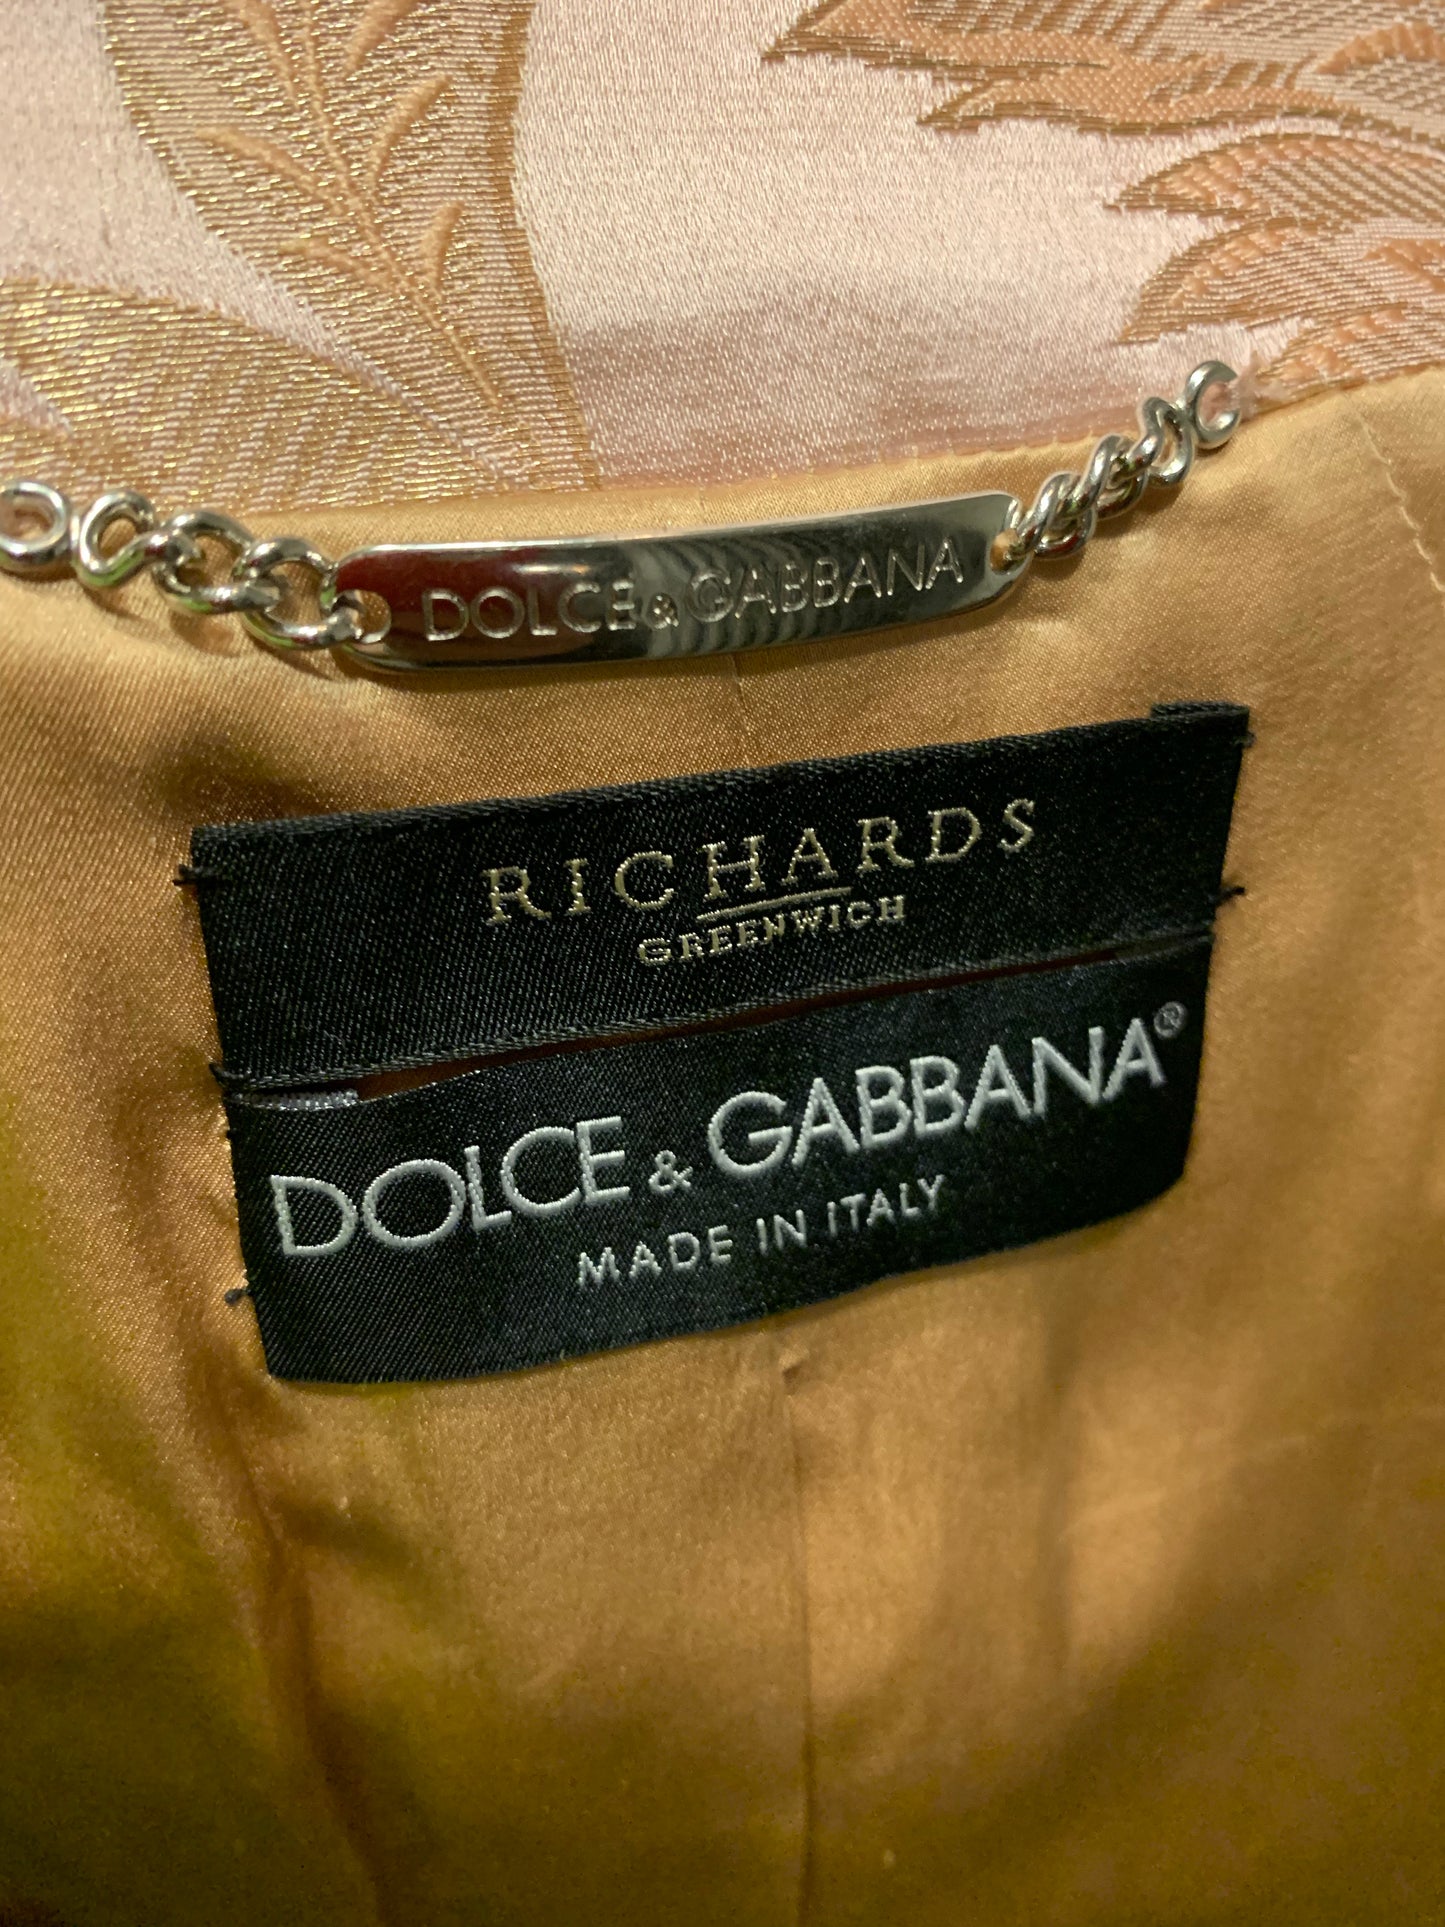 DOLCE & GABBANA
RICHARDS
GREENWICH
DOLCE & GABBANA®
MADE IN ITALY